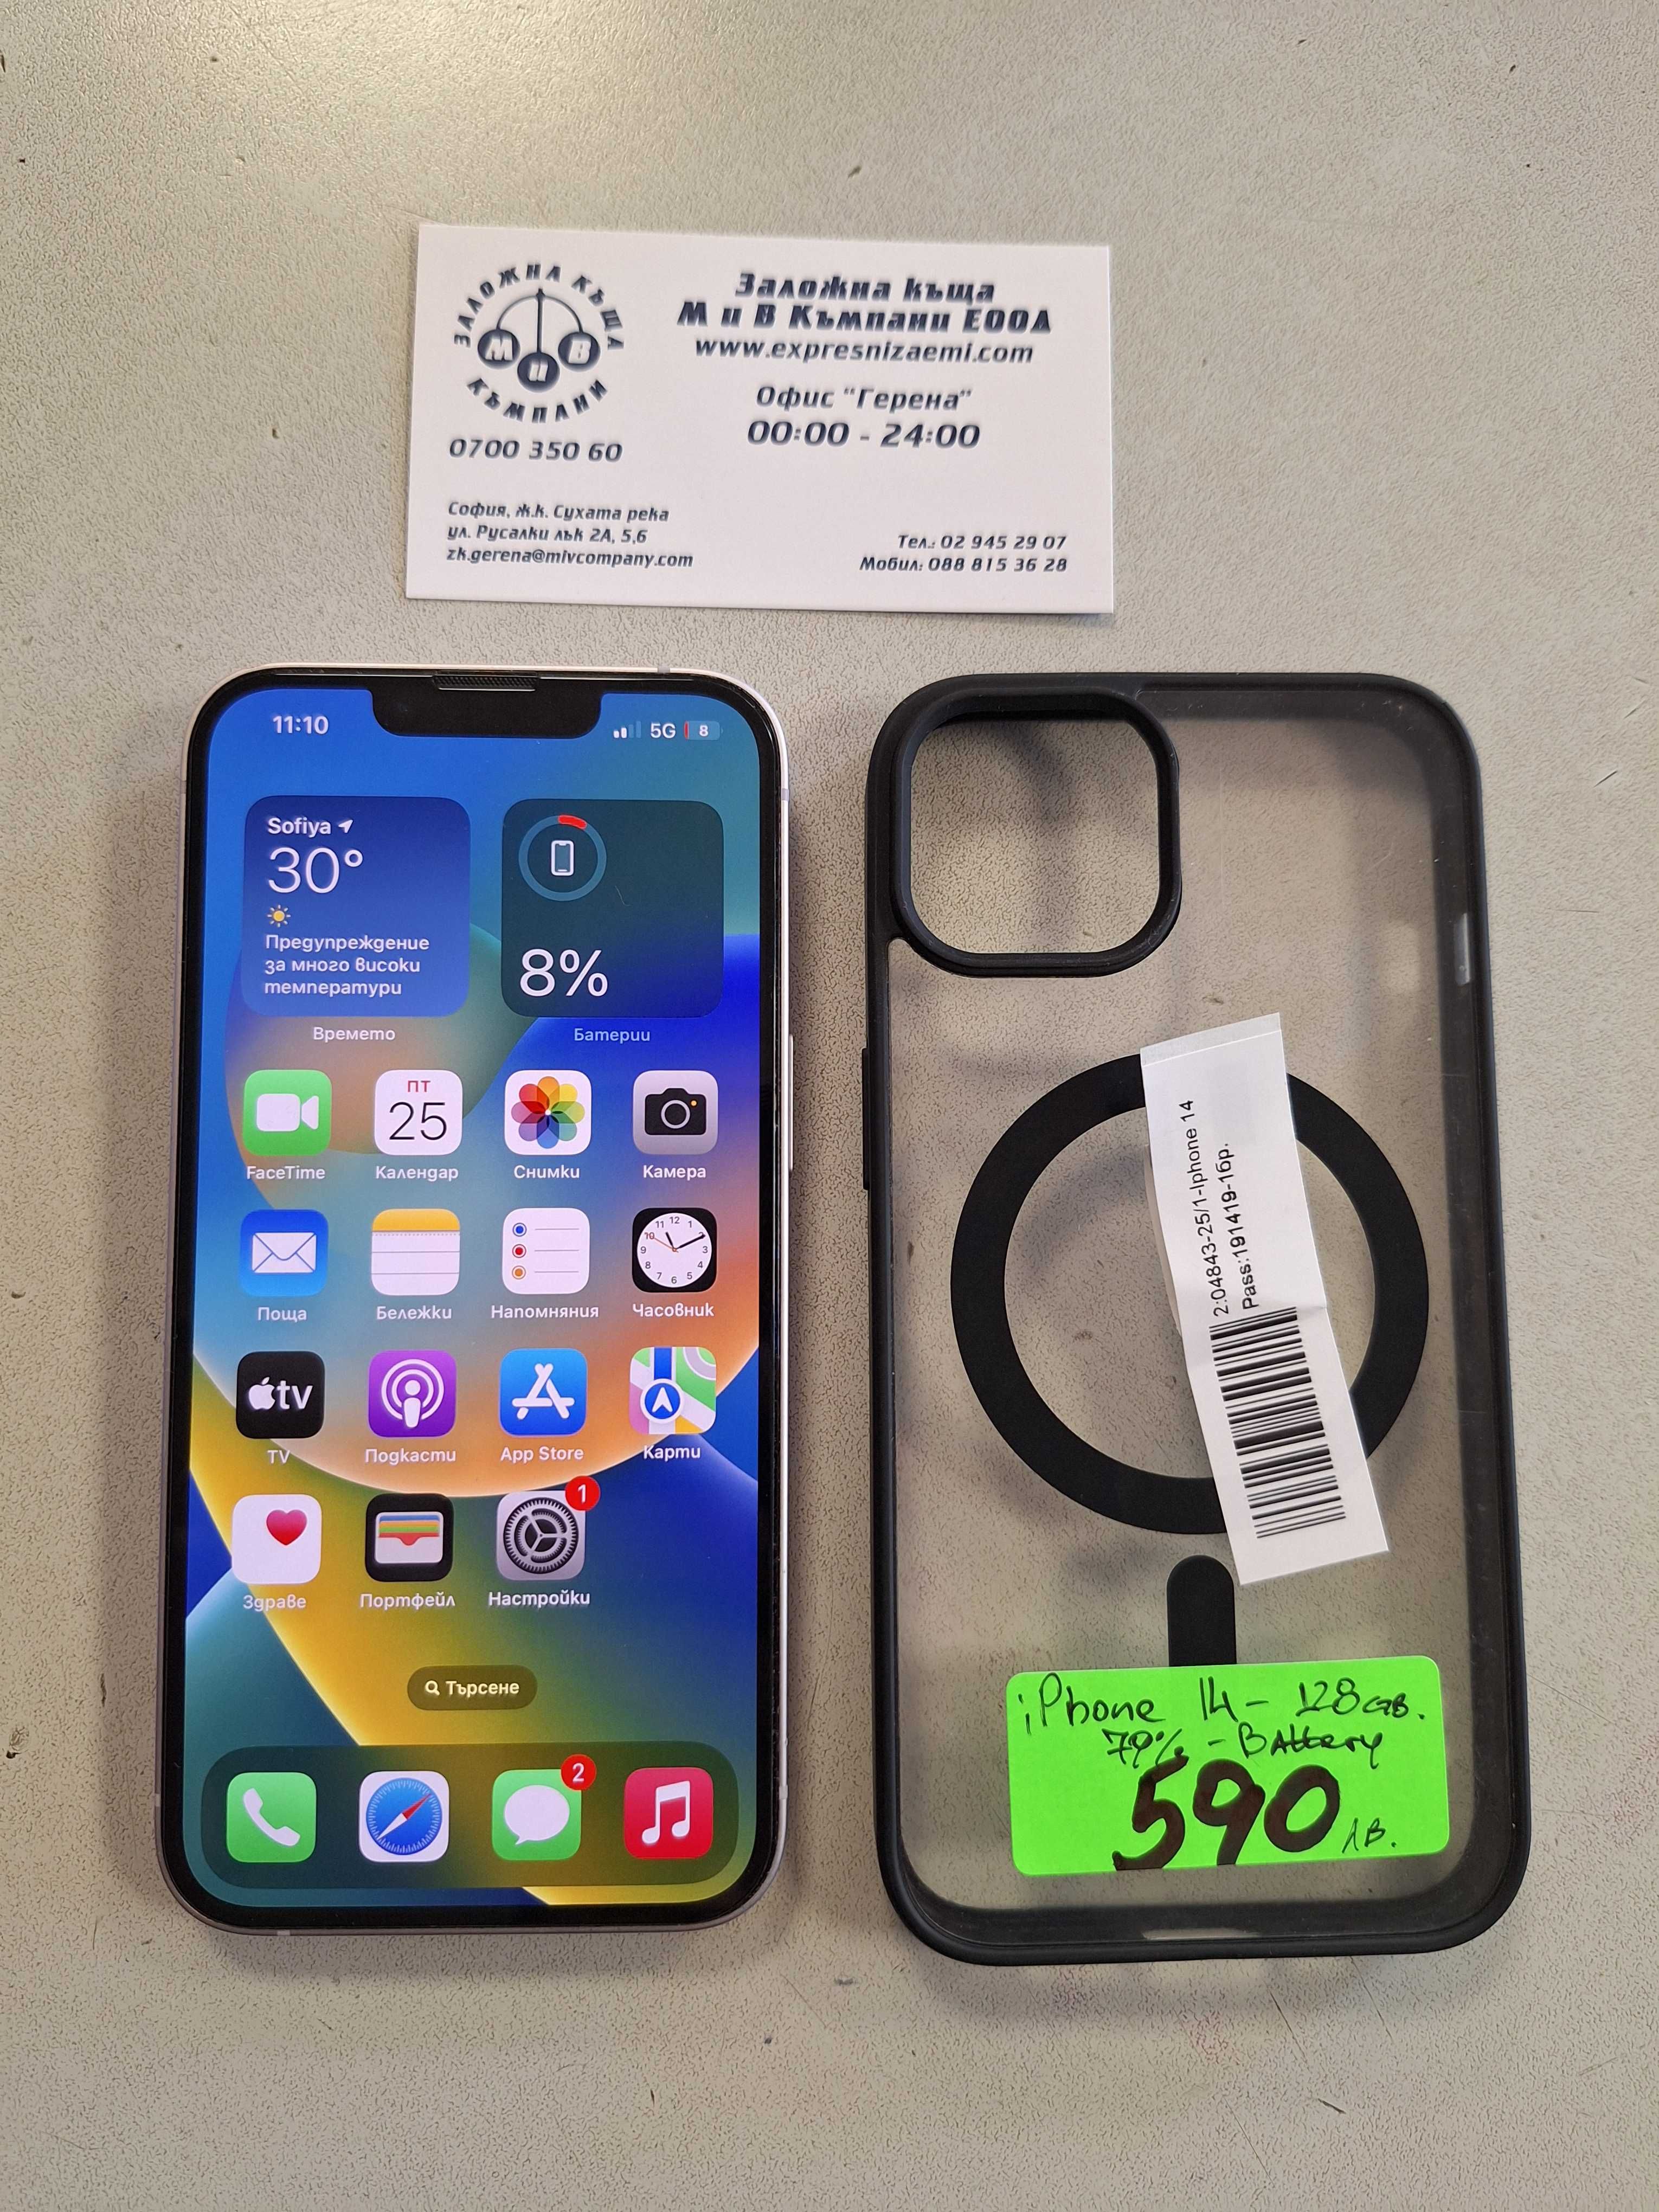 ЗАЛОЖНА КЪЩА
М и В
КЪМПАНИ
0700 350 60
Заложна къща
М и В Къмпани ЕООД
www.expresnizaemi.com
Офис "Герена"
00:00 - 24:00
София, ж.к. Сухата река
ул. Русалки лък 2А, 5,6
zk.gerena@mivcompany.com
Тел.: 02 945 29 07
Мобил: 088 815 36 28
11:10
5G 8
Sofiya
30°
Предупреждение
за много високи
температури
Времето
8%
Батерии
ПТ
25
FaceTime Календар Снимки Камера
Поща Бележки Напомняния Часовник
tv
TV Подкасти App Store Карти
1
Здраве Портфейл Настройки
Търсене
2
2:04843-25/1-Iphone 14
Pass:191419-1бр.
iPhone 14 - 128GB.
79% - BAttery
590 лв.